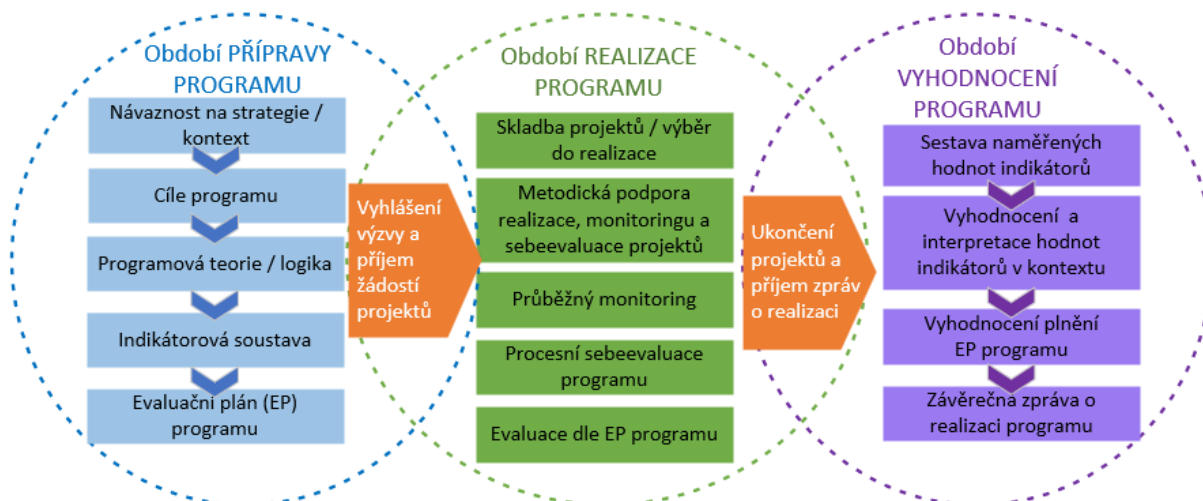 Období PŘÍPRAVY
PROGRAMU
Návaznost na strategie /
kontext
Cíle programu
Programová teorie / logika
Indikátorová soustava
Evaluační plán (EP)
programu
Vyhlášení
výzvy a
příjem
žádostí
projektů
Období REALIZACE
PROGRAMU
Skladba projektů / výběr
do realizace
Metodická podpora
realizace, monitoringu a
sebeevaluace projektů
Průběžný monitoring
Procesní sebeevaluace
programu
Evaluace dle EP programu
Ukončení
projektů a
příjem zpráv
o realizaci
Období
VYHODNOCENÍ
PROGRAMU
Sestava naměřených
hodnot indikátorů
Vyhodnocení a
interpretace hodnot
indikátorů v kontextu
Vyhodnocení plnění
EP programu
Závěrečná zpráva o
realizaci programu